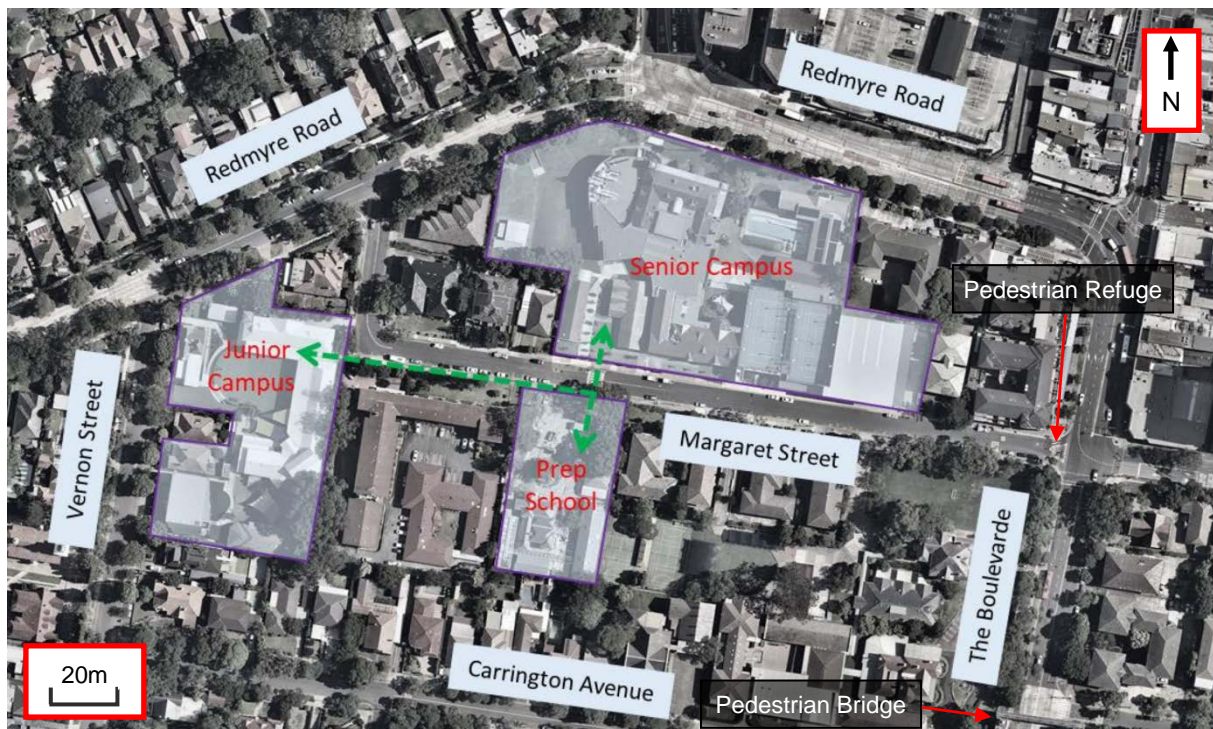 Redmyre Road
N
Redmyre Road
Senior Campus
Pedestrian Refuge
Junior
Campus
Vernon Street
Margaret Street
Prep
School
The Boulevarde
20m
Carrington Avenue
Pedestrian Bridge